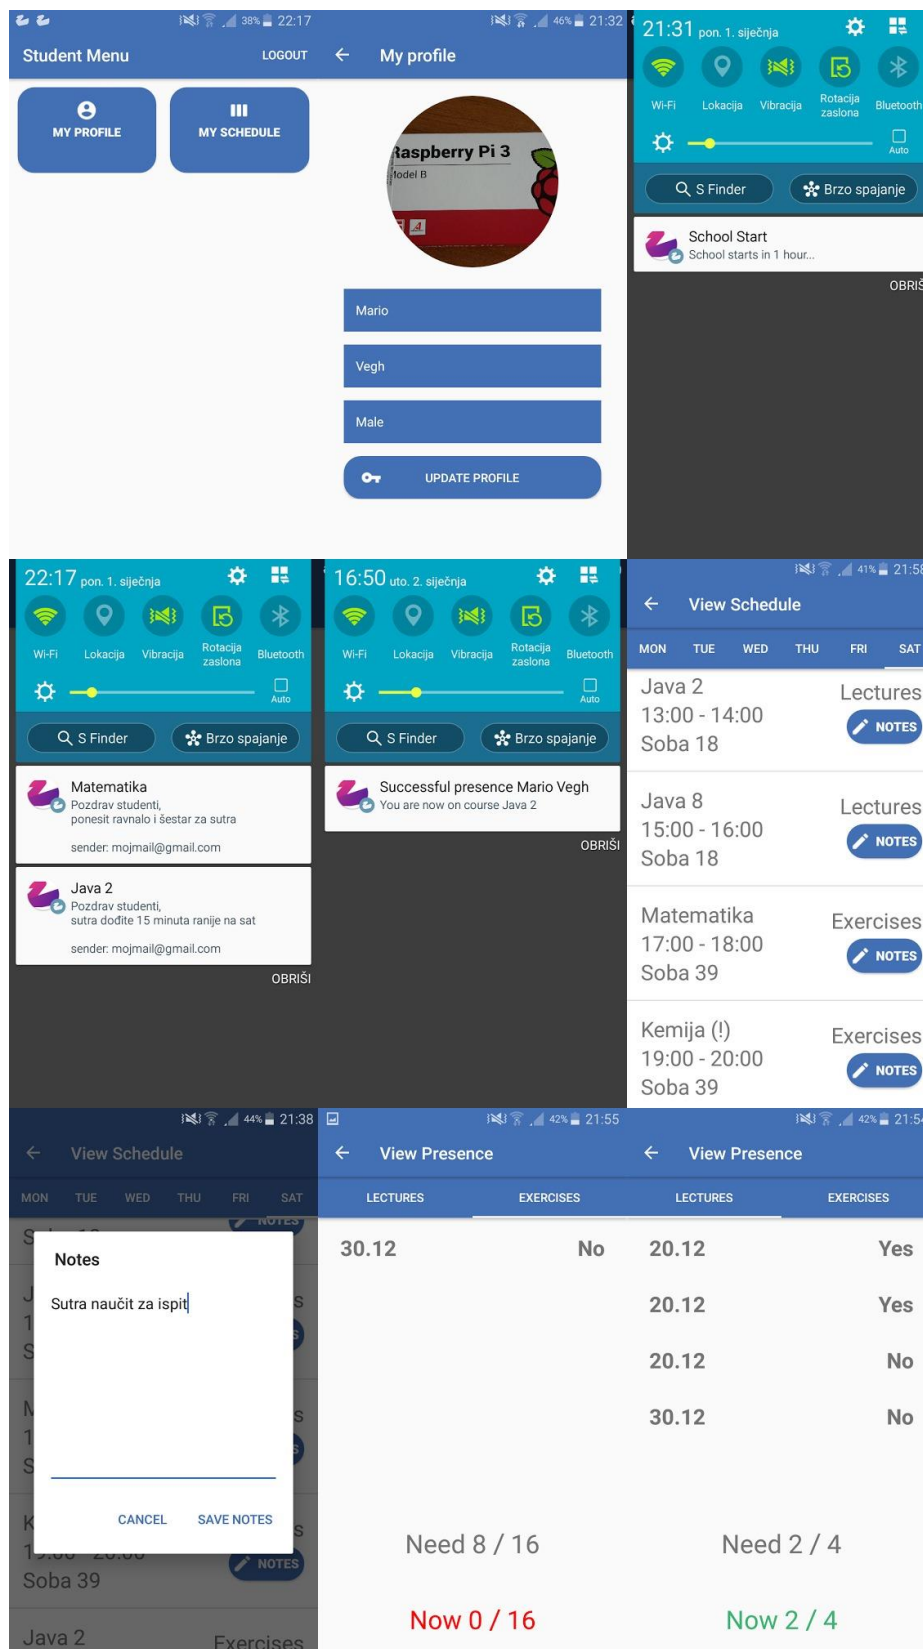 38% 22:17
Student Menu LOGOUT
MY PROFILE MY SCHEDULE
46% 21:32
My profile
Raspberry Pi 3
Model B
Mario
Vegh
Male
UPDATE PROFILE
21:31 pon. 1. siječnja
Wi-Fi Lokacija Vibracija Rotacija zaslona Bluetooth
Auto
S Finder Brzo spajanje
School Start
School starts in 1 hour...
OBRIŠ
22:17 pon. 1. siječnja
Wi-Fi Lokacija Vibracija Rotacija zaslona Bluetooth
Auto
S Finder Brzo spajanje
Matematika
Pozdrav studenti,
ponesit ravnalo i šestar za sutra
sender: mojmail@gmail.com
Java 2
Pozdrav studenti,
sutra dođite 15 minuta ranije na sat
sender: mojmail@gmail.com
OBRIŠI
16:50 uto. 2. siječnja
Wi-Fi Lokacija Vibracija Rotacija zaslona Bluetooth
Auto
S Finder Brzo spajanje
Successful presence Mario Vegh
You are now on course Java 2
OBRIŠI
41% 21:58
View Schedule
MON TUE WED THU FRI SAT
Java 2 Lectures
13:00 - 14:00 NOTES
Soba 18
Java 8 Lectures
15:00 - 16:00 NOTES
Soba 18
Matematika Exercises
17:00 - 18:00 NOTES
Soba 39
Kemija (!) Exercises
19:00 - 20:00 NOTES
Soba 39
44% 21:38
View Schedule
MON TUE WED THU FRI SAT
NOTES
Notes
Sutra naučit za ispit
CANCEL SAVE NOTES
19:00 - 20:00 NOTES
Soba 39
Java 2 Exercises
42% 21:55
View Presence
LECTURES EXERCISES
30.12 No
Need 8 / 16
Now 0 / 16
42% 21:54
View Presence
LECTURES EXERCISES
20.12 Yes
20.12 Yes
20.12 No
30.12 No
Need 2 / 4
Now 2 / 4